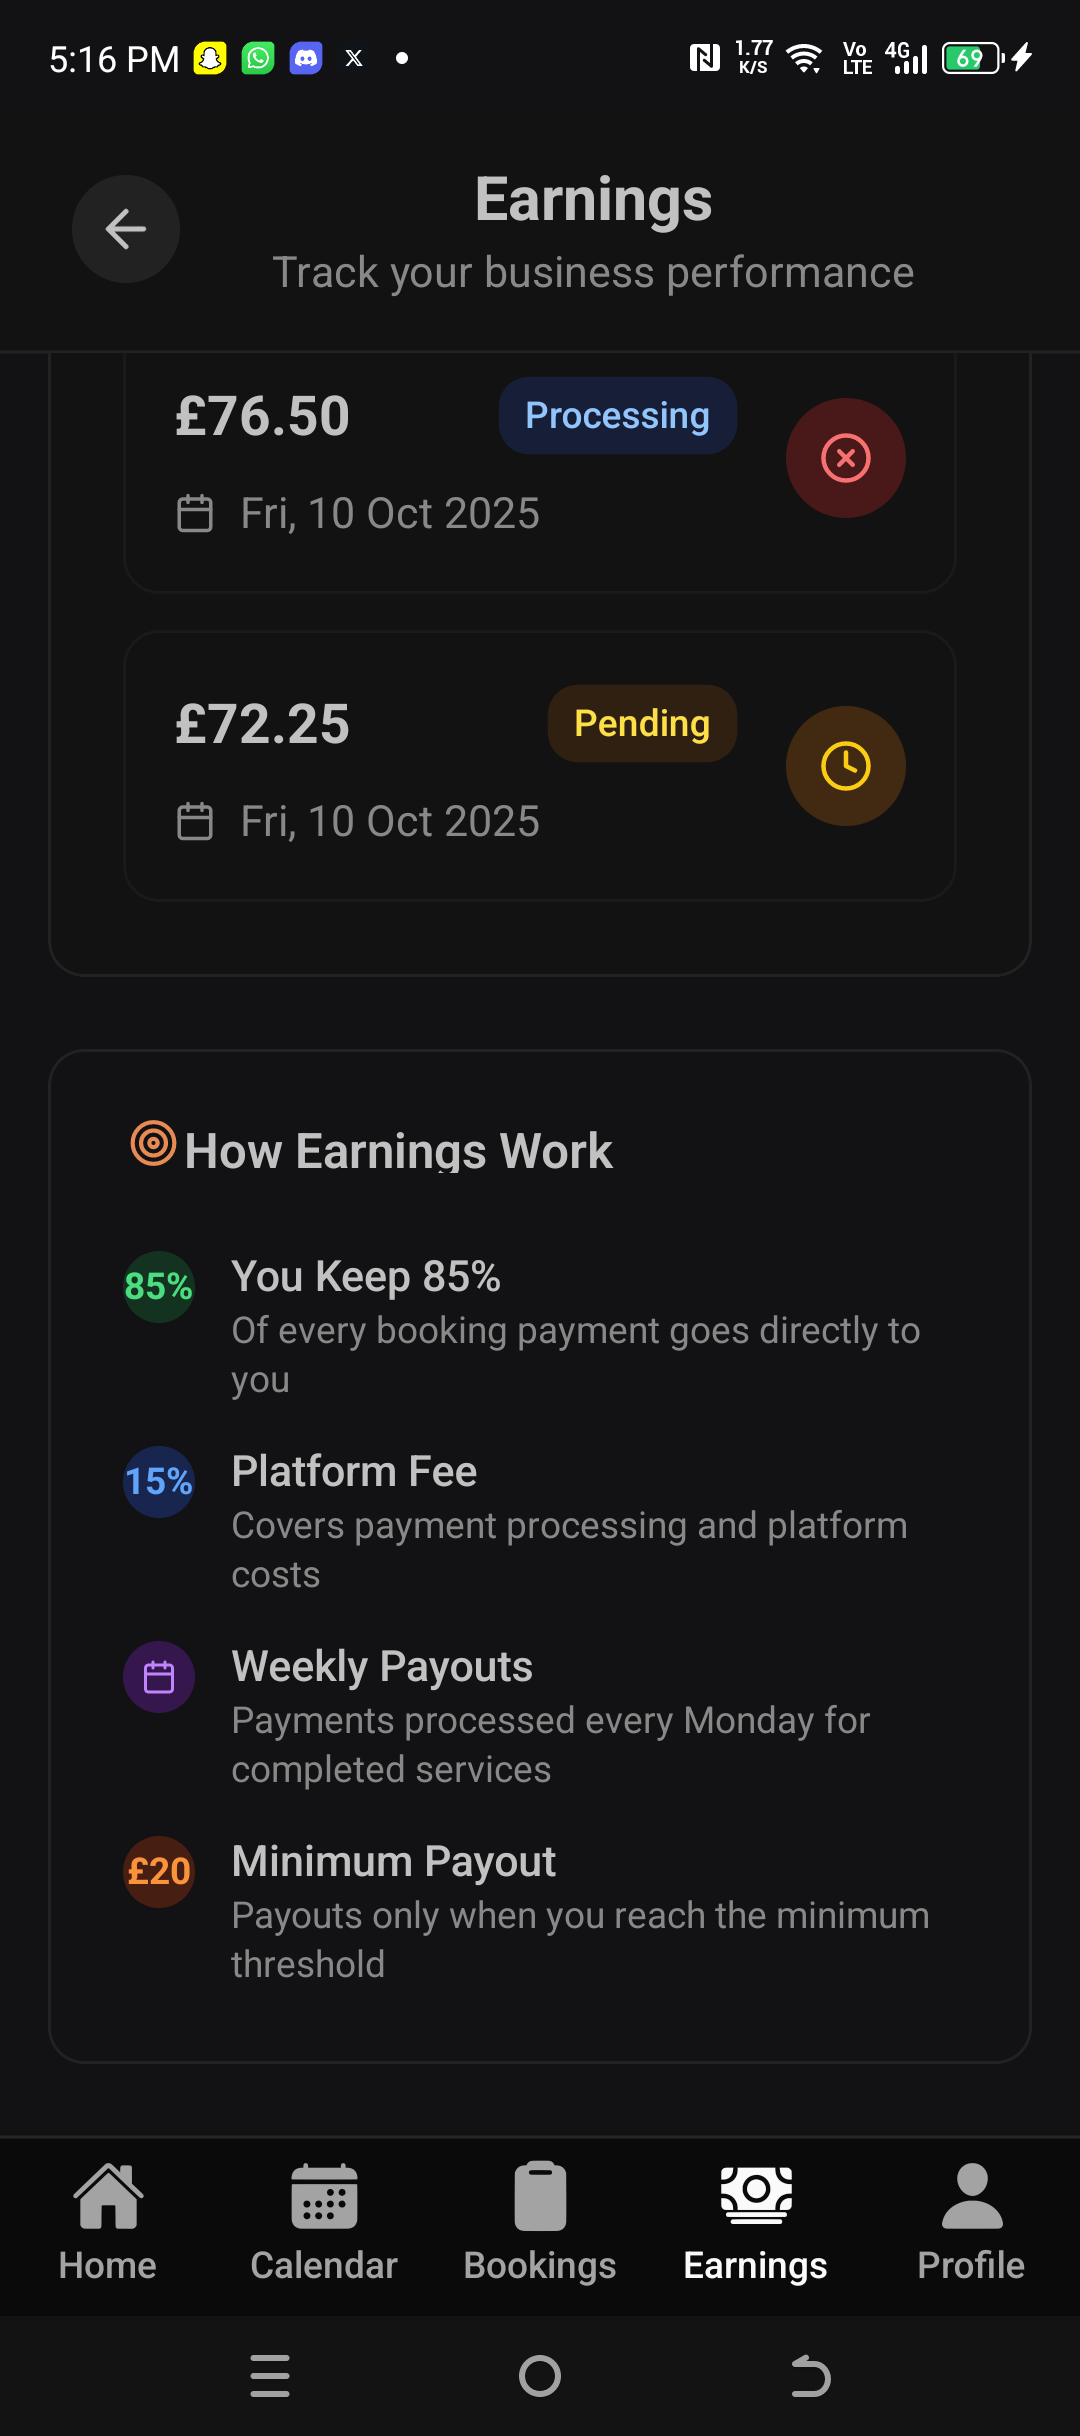 5:16 PM
1.77 K/S
Vo LTE
4G
69
Earnings
Track your business performance
£76.50
Processing
Fri, 10 Oct 2025
£72.25
Pending
Fri, 10 Oct 2025
How Earnings Work
85%
You Keep 85%
Of every booking payment goes directly to
you
15%
Platform Fee
Covers payment processing and platform
costs
Weekly Payouts
Payments processed every Monday for
completed services
£20
Minimum Payout
Payouts only when you reach the minimum
threshold
Home
Calendar
Bookings
Earnings
Profile